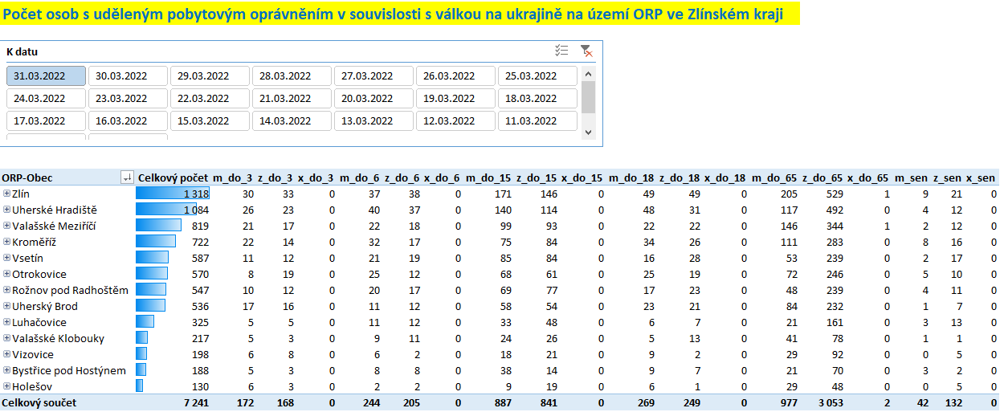 Počet osob s uděleným pobytovým oprávněním v souvislosti s válkou na ukrajině na území ORP ve Zlínském kraji
K datu
31.03.2022 30.03.2022 29.03.2022 28.03.2022 27.03.2022 26.03.2022 25.03.2022
24.03.2022 23.03.2022 22.03.2022 21.03.2022 20.03.2022 19.03.2022 18.03.2022
17.03.2022 16.03.2022 15.03.2022 14.03.2022 13.03.2022 12.03.2022 11.03.2022
ORP-Obec Celkový počet m_do_3 z_do_3 x_do_3 m_do_6 z_do_6 x_do_6 m_do_15 z_do_15 x_do_15 m_do_18 z_do_18 x_do_18 m_do_65 z_do_65 x_do_65 m_sen z_sen x_sen
Zlín 1 318 30 33 0 37 38 0 171 146 0 49 49 0 205 529 1 9 21 0
Uherské Hradiště 1 084 26 23 0 40 37 0 140 114 0 48 31 0 117 492 0 4 12 0
Valašské Meziříčí 819 21 17 0 22 18 0 99 93 0 22 22 0 146 344 1 2 12 0
Kroměříž 722 22 14 0 32 17 0 75 84 0 34 26 0 111 283 0 8 16 0
Vsetín 587 11 12 0 21 19 0 85 84 0 16 28 0 53 239 0 2 17 0
Otrokovice 570 8 19 0 25 12 0 68 61 0 25 19 0 72 246 0 5 10 0
Rožnov pod Radhoštěm 547 10 12 0 20 17 0 69 77 0 17 23 0 48 239 0 4 11 0
Uherský Brod 536 17 16 0 11 12 0 58 54 0 23 21 0 84 232 0 1 7 0
Luhačovice 325 5 5 0 11 12 0 33 48 0 6 7 0 21 161 0 3 13 0
Valašské Klobouky 217 5 3 0 9 11 0 24 26 0 5 13 0 41 78 0 1 1 0
Vizovice 198 6 8 0 6 2 0 18 21 0 9 2 0 29 92 0 0 5 0
Bystřice pod Hostýnem 188 5 3 0 8 8 0 38 14 0 9 7 0 21 70 0 3 2 0
Holešov 130 6 3 0 2 2 0 9 19 0 6 1 0 29 48 0 0 5 0
Celkový součet 7 241 172 168 0 244 205 0 887 841 0 269 249 0 977 3 053 2 42 132 0